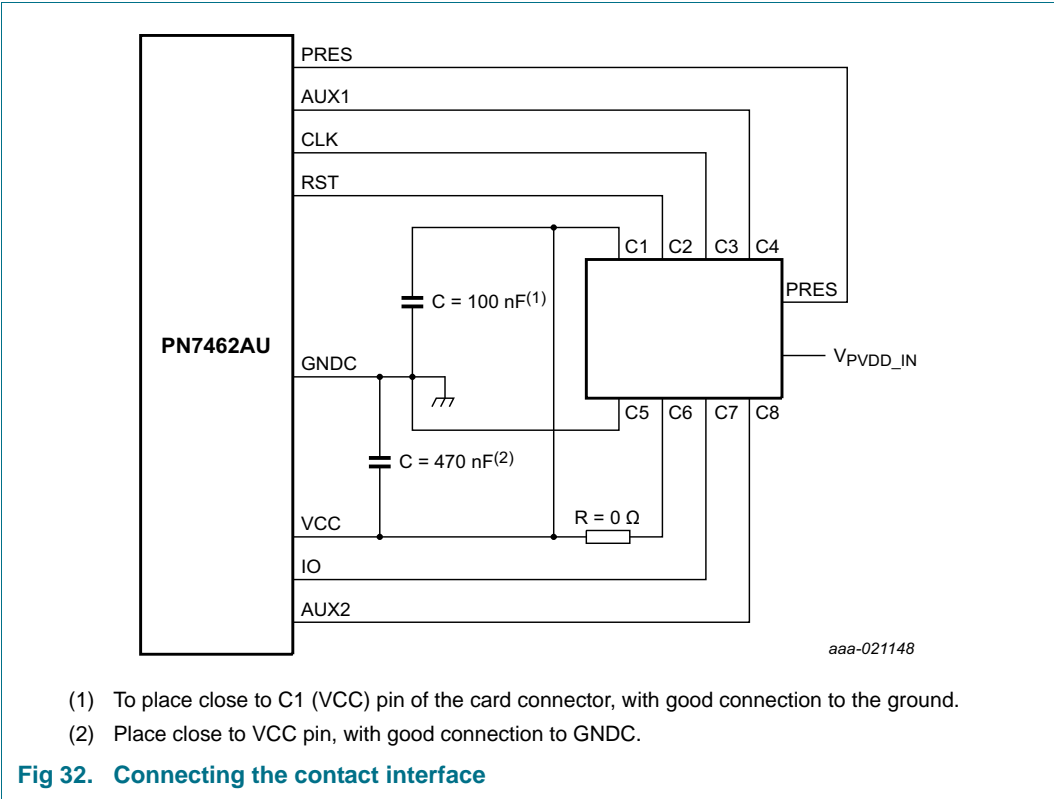 PRES
AUX1
CLK
RST
C1 C2 C3 C4
PRES
C = 100 nF(1)
PN7462AU
VPVDD_IN
GNDC
C5 C6 C7 C8
C = 470 nF(2)
R = 0 Ω
VCC
IO
AUX2
aaa-021148
(1) To place close to C1 (VCC) pin of the card connector, with good connection to the ground.
(2) Place close to VCC pin, with good connection to GNDC.
Fig 32. Connecting the contact interface